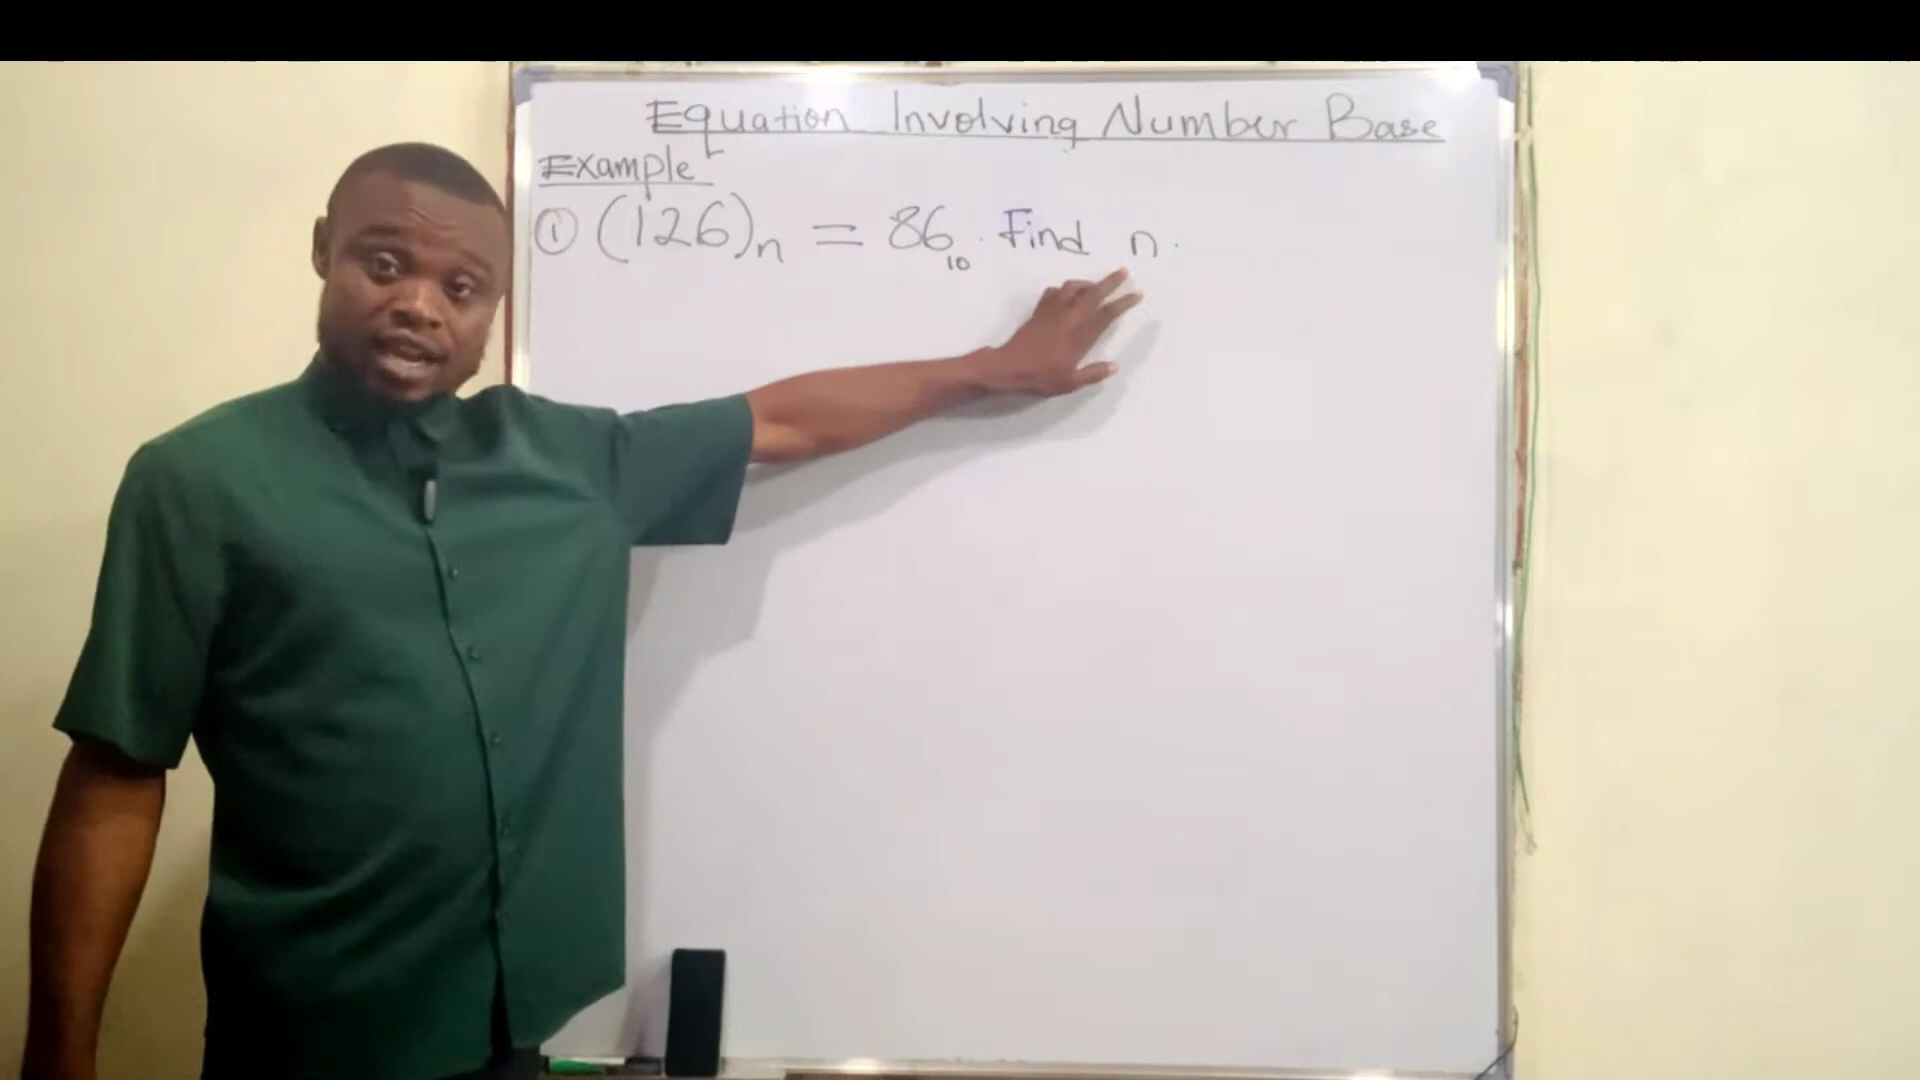 Equation Involving Number Base
Example
① (126)ₙ = 86₁₀. Find n.